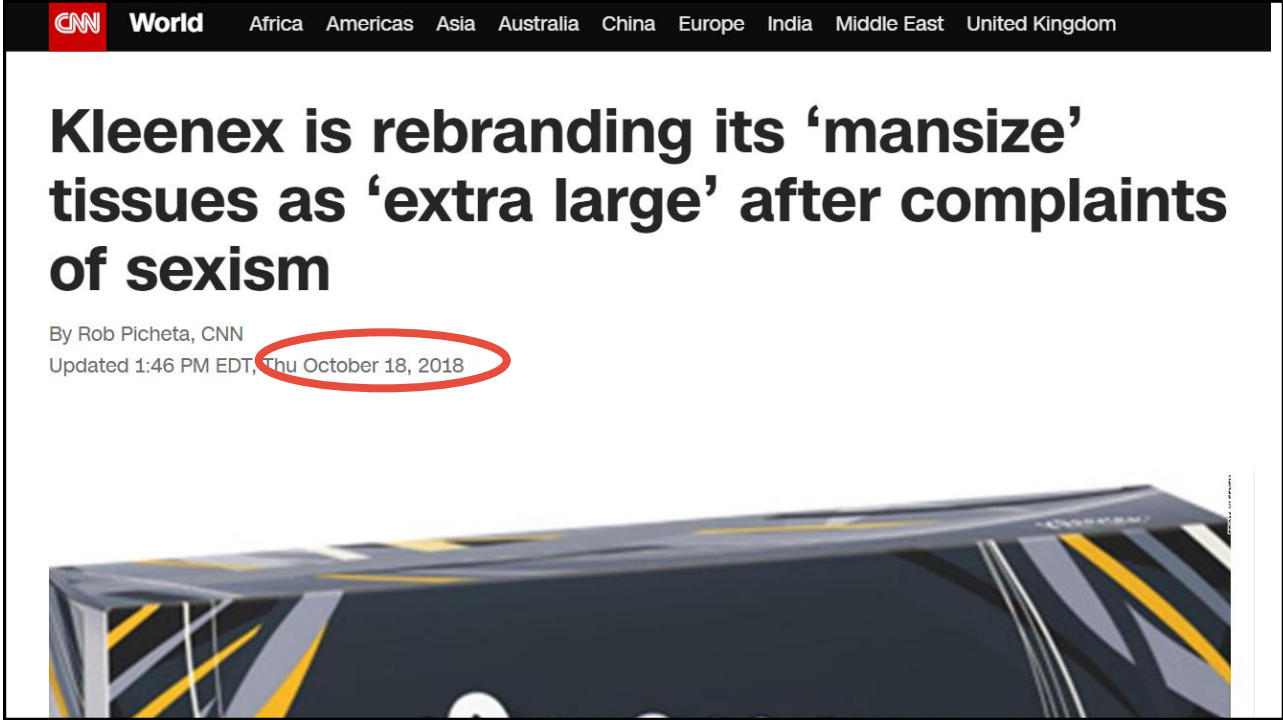 CNN World Africa Americas Asia Australia China Europe India Middle East United Kingdom
Kleenex is rebranding its ‘mansize’
tissues as ‘extra large’ after complaints
of sexism
By Rob Picheta, CNN
Updated 1:46 PM EDT, Thu October 18, 2018